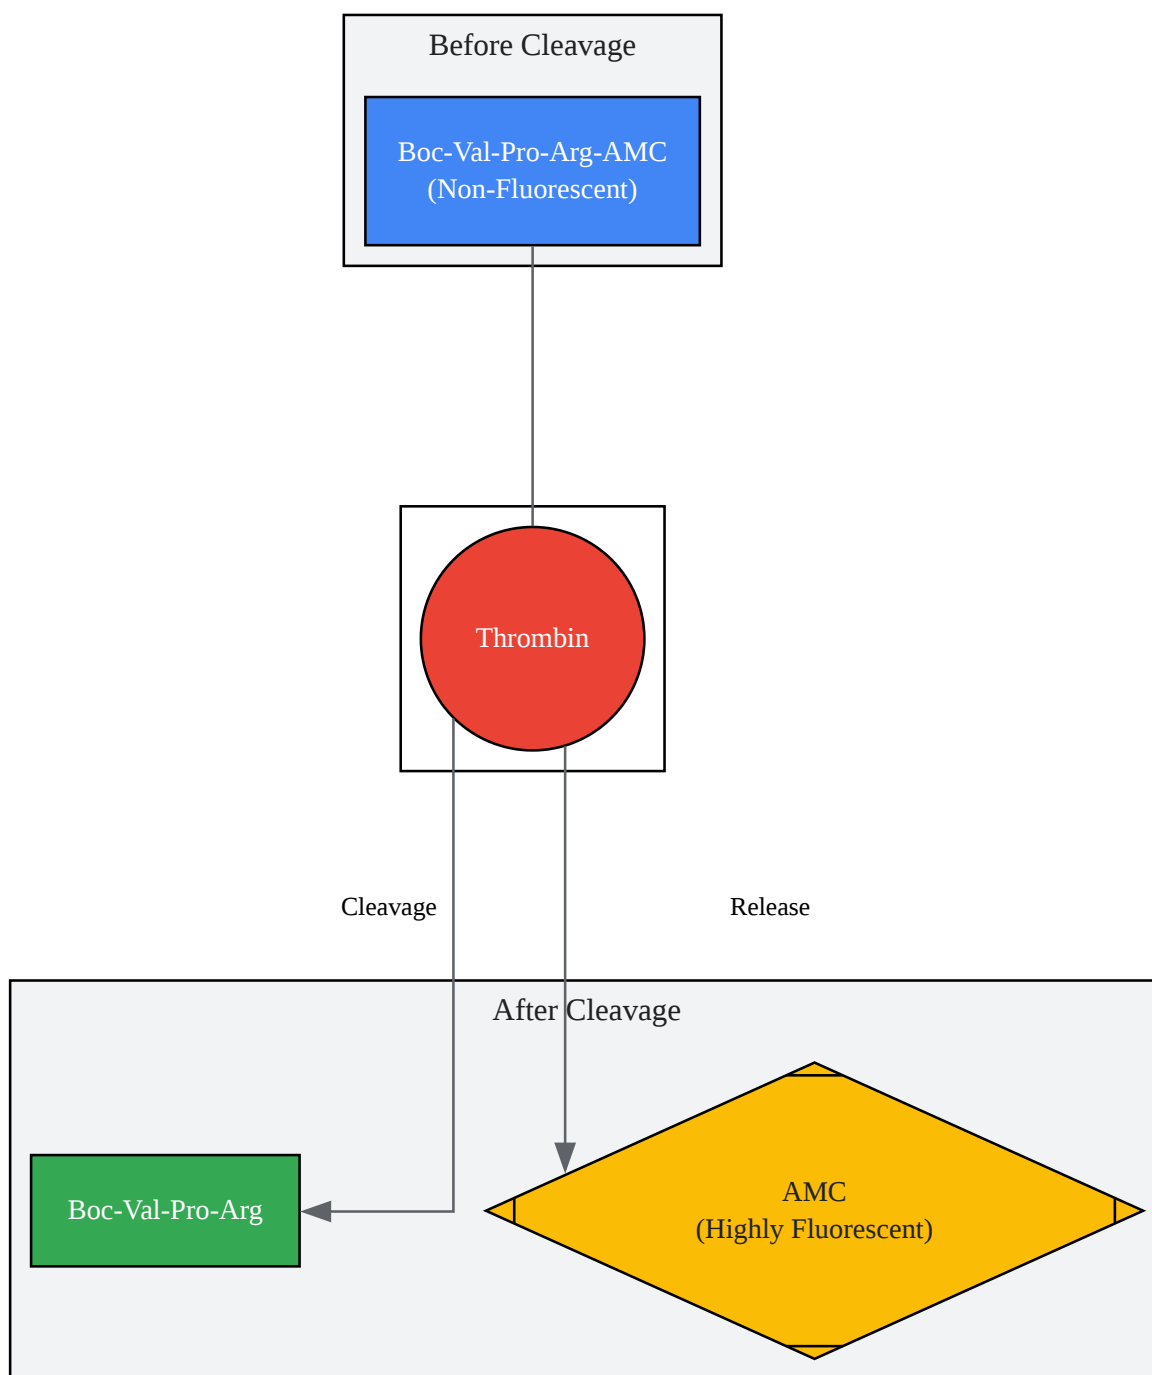 Before Cleavage
Boc-Val-Pro-Arg-AMC
(Non-Fluorescent)
Thrombin
Cleavage
Release
After Cleavage
Boc-Val-Pro-Arg
AMC
(Highly Fluorescent)